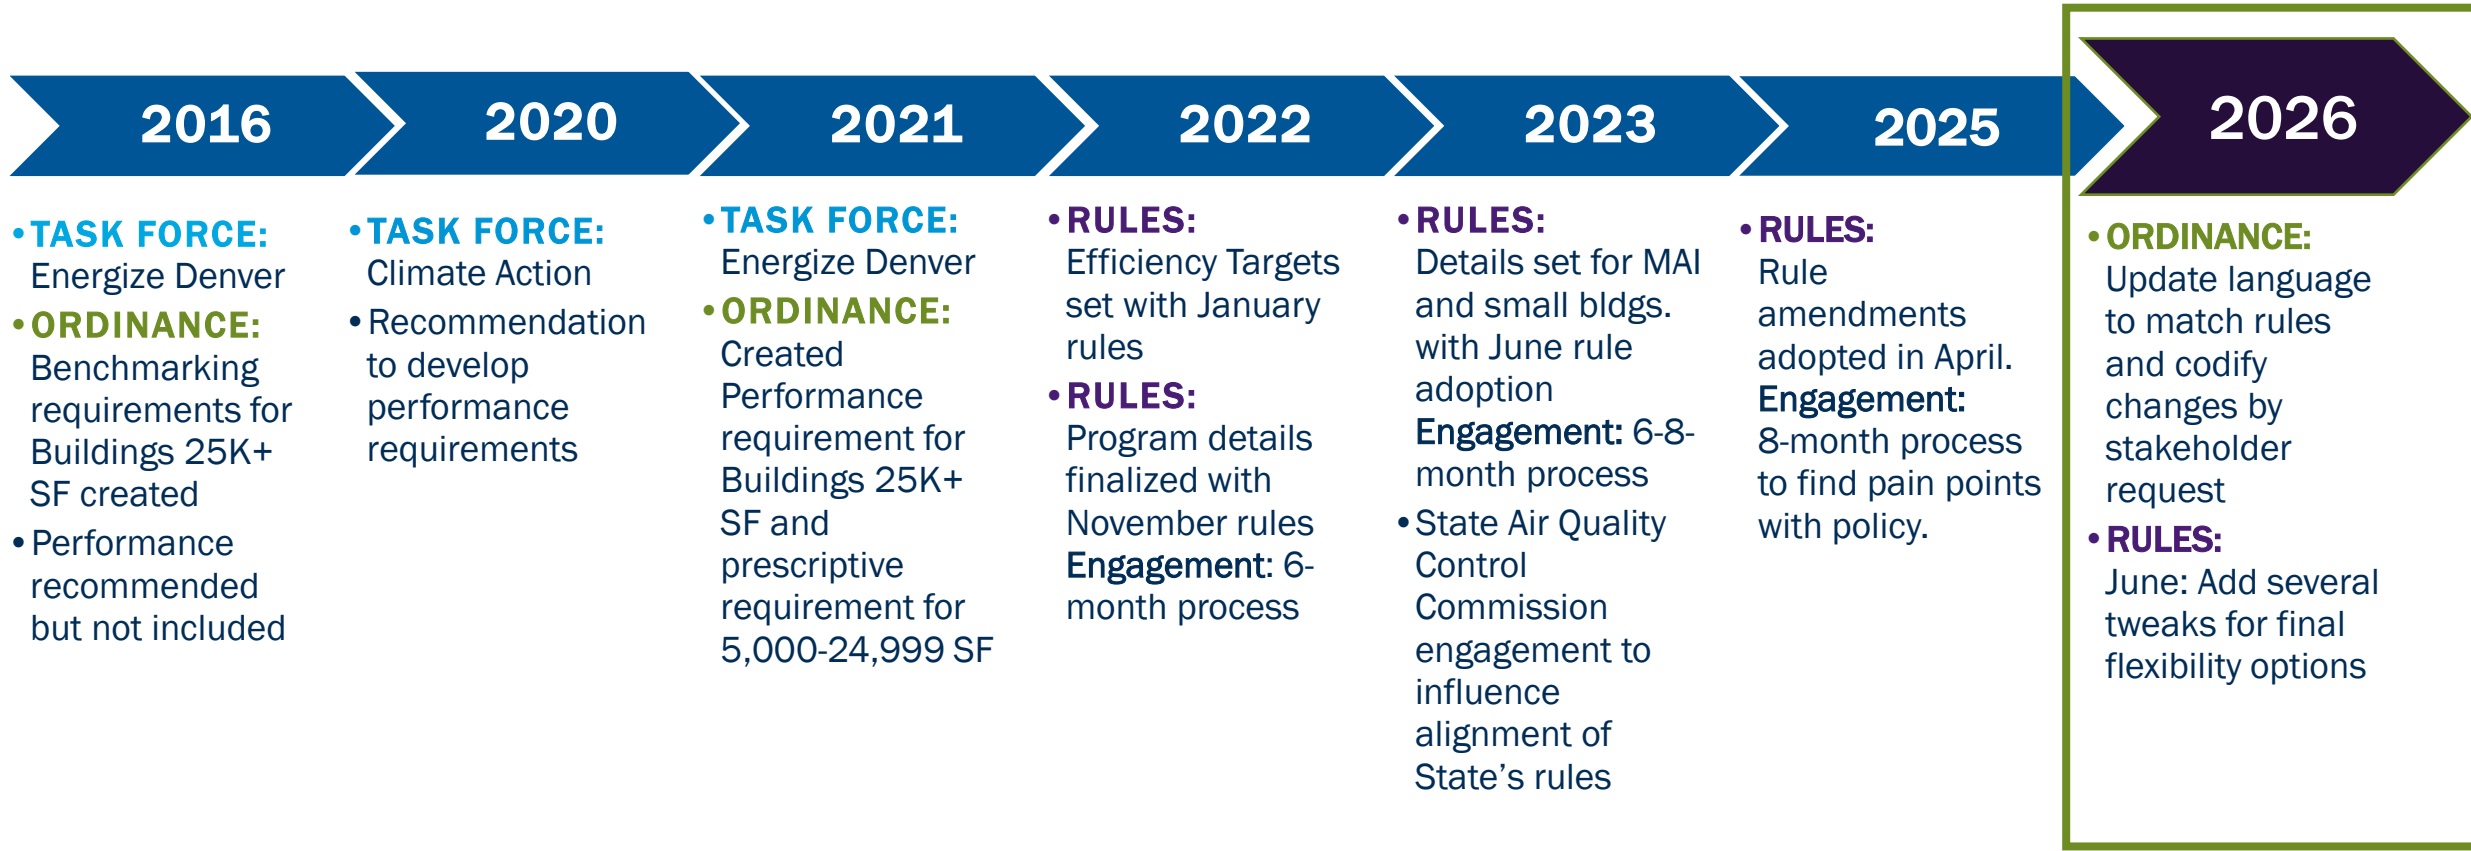 2016
•TASK FORCE:
Energize Denver
•ORDINANCE:
Benchmarking
requirements for
Buildings 25K+
SF created
•Performance
recommended
but not included
2020
•TASK FORCE:
Climate Action
•Recommendation
to develop
performance
requirements
2021
•TASK FORCE:
Energize Denver
•ORDINANCE:
Created
Performance
requirement for
Buildings 25K+
SF and
prescriptive
requirement for
5,000-24,999 SF
2022
•RULES:
Efficiency Targets
set with January
rules
•RULES:
Program details
finalized with
November rules
Engagement: 6-
month process
2023
•RULES:
Details set for MAI
and small bldgs.
with June rule
adoption
Engagement: 6-8-
month process
•State Air Quality
Control
Commission
engagement to
influence
alignment of
State’s rules
2025
•RULES:
Rule
amendments
adopted in April.
Engagement:
8-month process
to find pain points
with policy.
2026
•ORDINANCE:
Update language
to match rules
and codify
changes by
stakeholder
request
•RULES:
June: Add several
tweaks for final
flexibility options